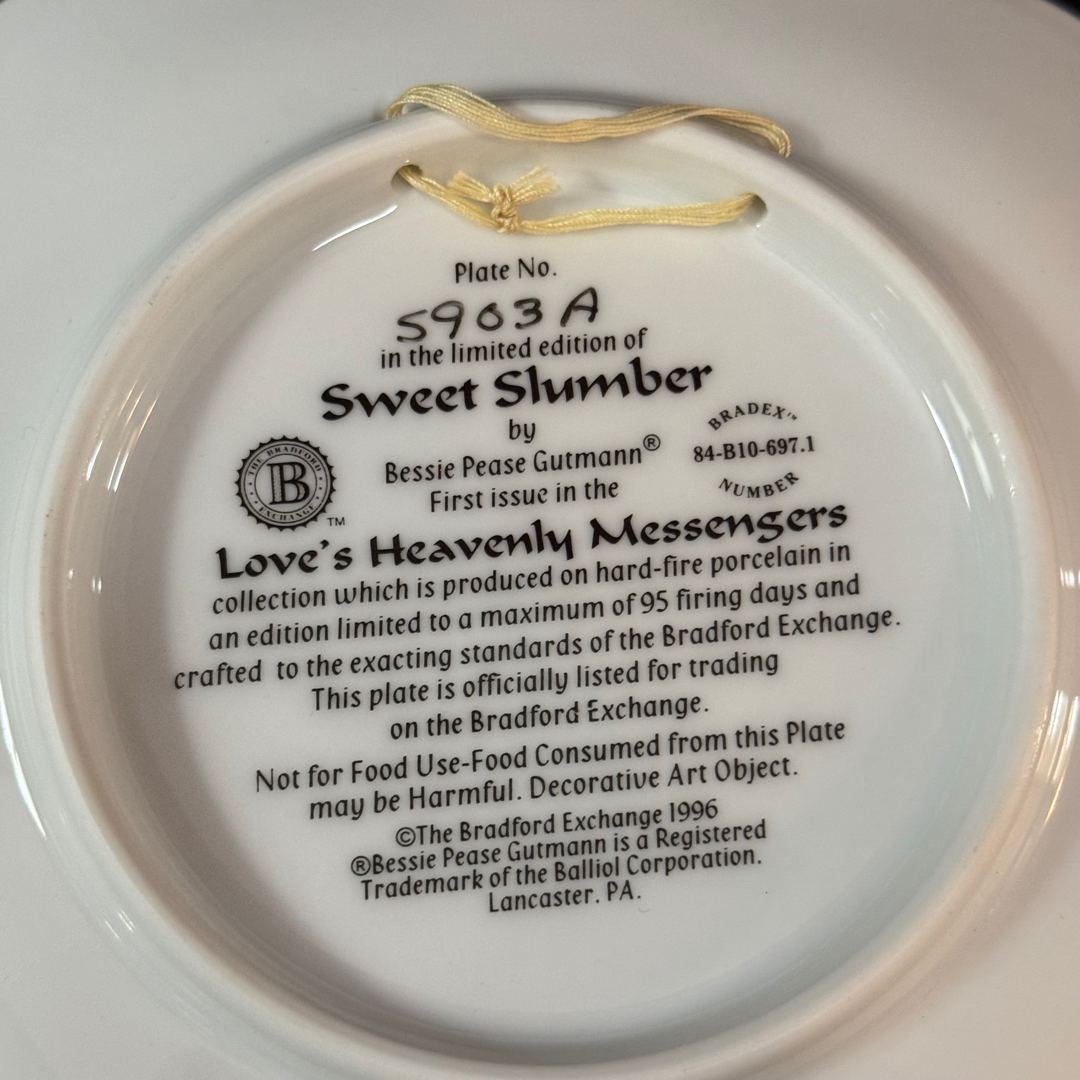 Plate No.
5903A
in the limited edition of
Sweet Slumber
by
Bessie Pease Gutmann®
First issue in the
THE BRADFORD
B
EXCHANGE
TM
BRADEX™
84-B10-697.1
NUMBER
Love's Heavenly Messengers
collection which is produced on hard-fire porcelain in
an edition limited to a maximum of 95 firing days and
crafted to the exacting standards of the Bradford Exchange.
This plate is officially listed for trading
on the Bradford Exchange.
Not for Food Use-Food Consumed from this Plate
may be Harmful. Decorative Art Object.
©The Bradford Exchange 1996
®Bessie Pease Gutmann is a Registered
Trademark of the Balliol Corporation.
Lancaster. PA.